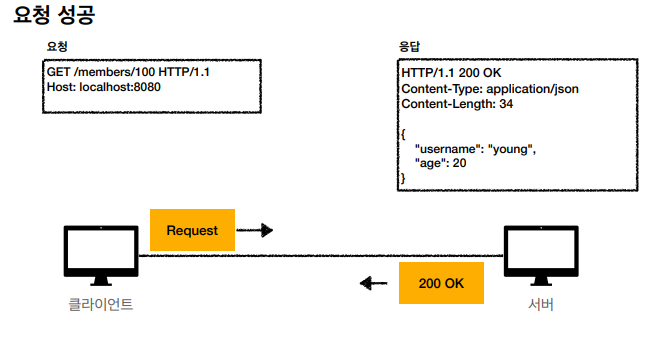 요청 성공
요청
GET /members/100 HTTP/1.1
Host: localhost:8080
응답
HTTP/1.1 200 OK
Content-Type: application/json
Content-Length: 34
{
"username": "young",
"age": 20
}
Request
200 OK
클라이언트
서버